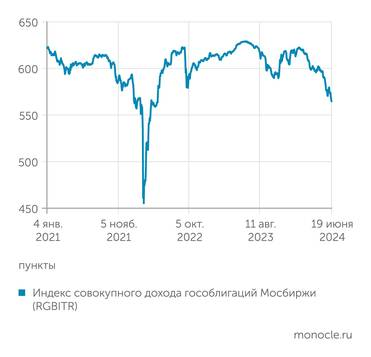 650
600
550
500
450
4 янв. 5 нояб. 5 окт. 11 авг. 19 июня
2021 2021 2022 2023 2024
пункты
Индекс совокупного дохода гособлигаций Мосбиржи
(RGBITR)
monocle.ru